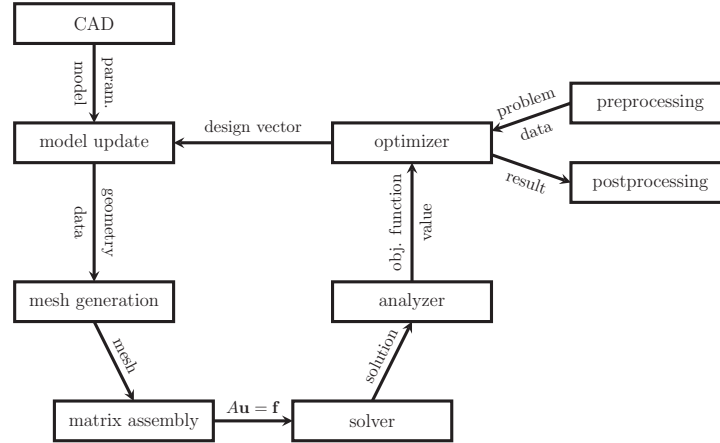 CAD
param.
model
model update
design vector
optimizer
problem
data
preprocessing
result
postprocessing
geometry
data
obj. function
value
mesh generation
analyzer
mesh
solution
matrix assembly
Au = f
solver